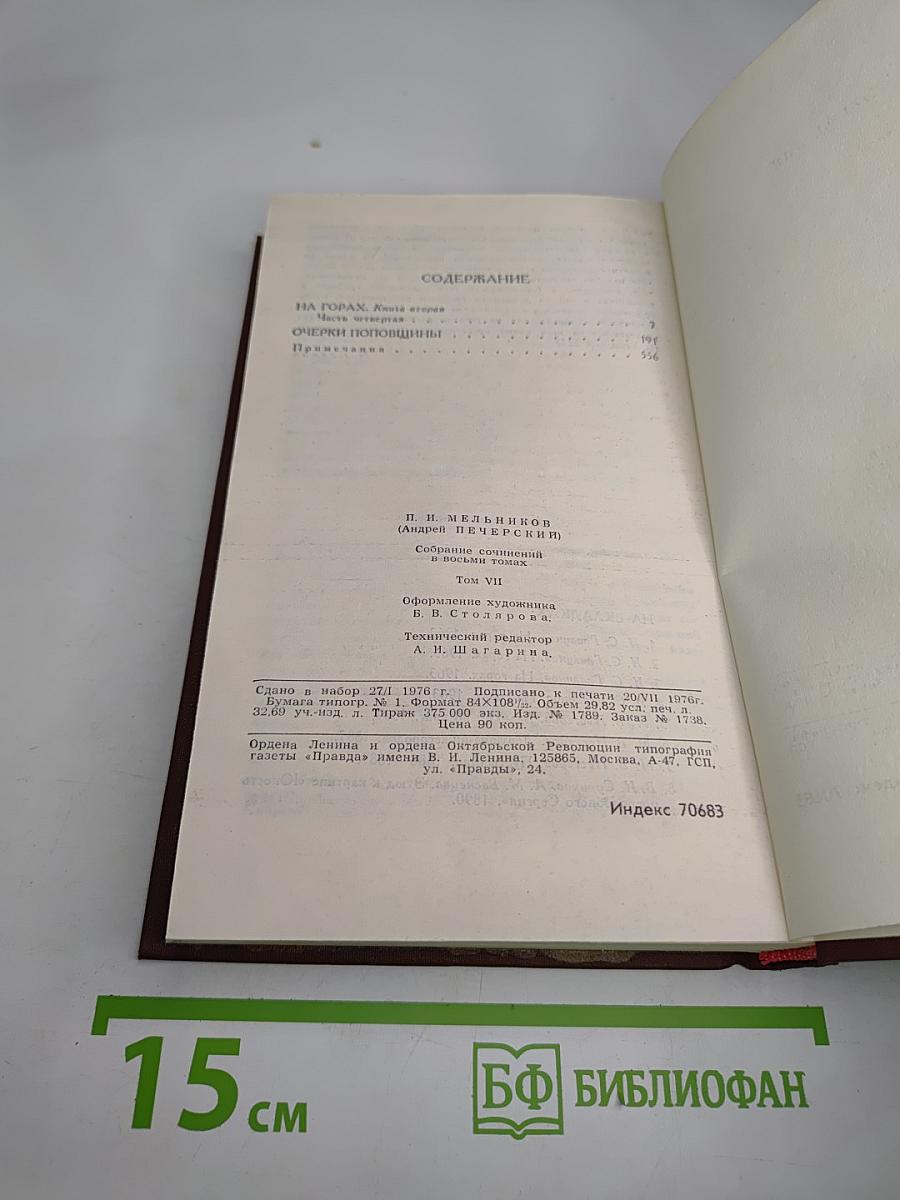 СОДЕРЖАНИЕ
НА ГОРАХ. Книга вторая
Часть четвертая . . . . . . . . . . . . . . . . 7
ОЧЕРКИ ПОПОВЩИНЫ . . . . . . . . . . . . . 191
Примечания . . . . . . . . . . . . . . . . . 556
П. И. МЕЛЬНИКОВ
(Андрей ПЕЧЕРСКИЙ)
Собрание сочинений
в восьми томах
Том VII
Оформление художника
Б. В. Столярова.
Технический редактор
А. И. Шагарина.
Сдано в набор 27/I 1976 г. Подписано к печати 20/VII 1976г.
Бумага типогр. № 1. Формат 84×108¹/₃₂. Объем 29,82 усл. печ. л.
32,69 уч.-изд. л. Тираж 375 000 экз. Изд. № 1789. Заказ № 1738.
Цена 90 коп.
Ордена Ленина и ордена Октябрьской Революции типография
газеты «Правда» имени В. И. Ленина, 125865, Москва, А-47, ГСП,
ул. «Правды», 24.
Индекс 70683
15 см
БФ БИБЛИОФАН